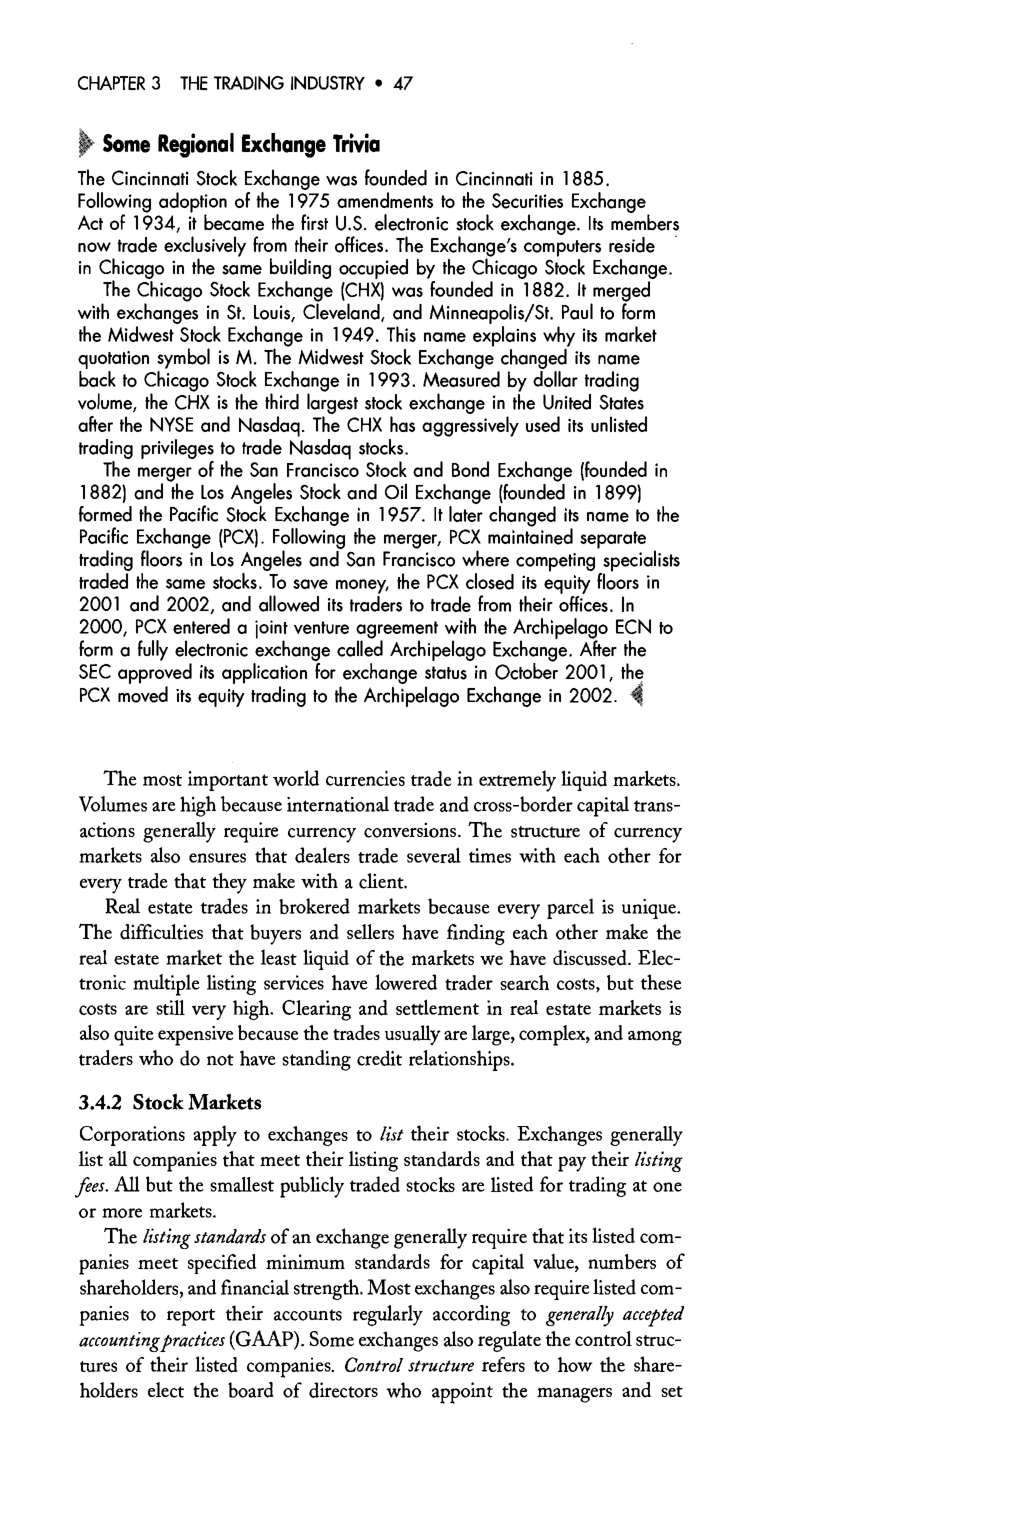 CHAPTER 3 THE TRADING INDUSTRY • 47
Some Regional Exchange Trivia
The Cincinnati Stock Exchange was founded in Cincinnati in 1885.
Following adoption of the 1975 amendments to the Securities Exchange
Act of 1934, it became the first U.S. electronic stock exchange. Its members
now trade exclusively from their offices. The Exchange's computers reside
in Chicago in the same building occupied by the Chicago Stock Exchange.
The Chicago Stock Exchange (CHX) was founded in 1882. It merged
with exchanges in St. Louis, Cleveland, and Minneapolis/St. Paul to form
the Midwest Stock Exchange in 1949. This name explains why its market
quotation symbol is M. The Midwest Stock Exchange changed its name
back to Chicago Stock Exchange in 1993. Measured by dollar trading
volume, the CHX is the third largest stock exchange in the United States
after the NYSE and Nasdaq. The CHX has aggressively used its unlisted
trading privileges to trade Nasdaq stocks.
The merger of the San Francisco Stock and Bond Exchange (founded in
1882) and the Los Angeles Stock and Oil Exchange (founded in 1899)
formed the Pacific Stock Exchange in 1957. It later changed its name to the
Pacific Exchange (PCX). Following the merger, PCX maintained separate
trading floors in Los Angeles and San Francisco where competing specialists
traded the same stocks. To save money, the PCX closed its equity floors in
2001 and 2002, and allowed its traders to trade from their offices. In
2000, PCX entered a joint venture agreement with the Archipelago ECN to
form a fully electronic exchange called Archipelago Exchange. After the
SEC approved its application for exchange status in October 2001, the
PCX moved its equity trading to the Archipelago Exchange in 2002.
The most important world currencies trade in extremely liquid markets.
Volumes are high because international trade and cross-border capital trans-
actions generally require currency conversions. The structure of currency
markets also ensures that dealers trade several times with each other for
every trade that they make with a client.
Real estate trades in brokered markets because every parcel is unique.
The difficulties that buyers and sellers have finding each other make the
real estate market the least liquid of the markets we have discussed. Elec-
tronic multiple listing services have lowered trader search costs, but these
costs are still very high. Clearing and settlement in real estate markets is
also quite expensive because the trades usually are large, complex, and among
traders who do not have standing credit relationships.
3.4.2 Stock Markets
Corporations apply to exchanges to list their stocks. Exchanges generally
list all companies that meet their listing standards and that pay their listing
fees. All but the smallest publicly traded stocks are listed for trading at one
or more markets.
The listing standards of an exchange generally require that its listed com-
panies meet specified minimum standards for capital value, numbers of
shareholders, and financial strength. Most exchanges also require listed com-
panies to report their accounts regularly according to generally accepted
accounting practices (GAAP). Some exchanges also regulate the control struc-
tures of their listed companies. Control structure refers to how the share-
holders elect the board of directors who appoint the managers and set